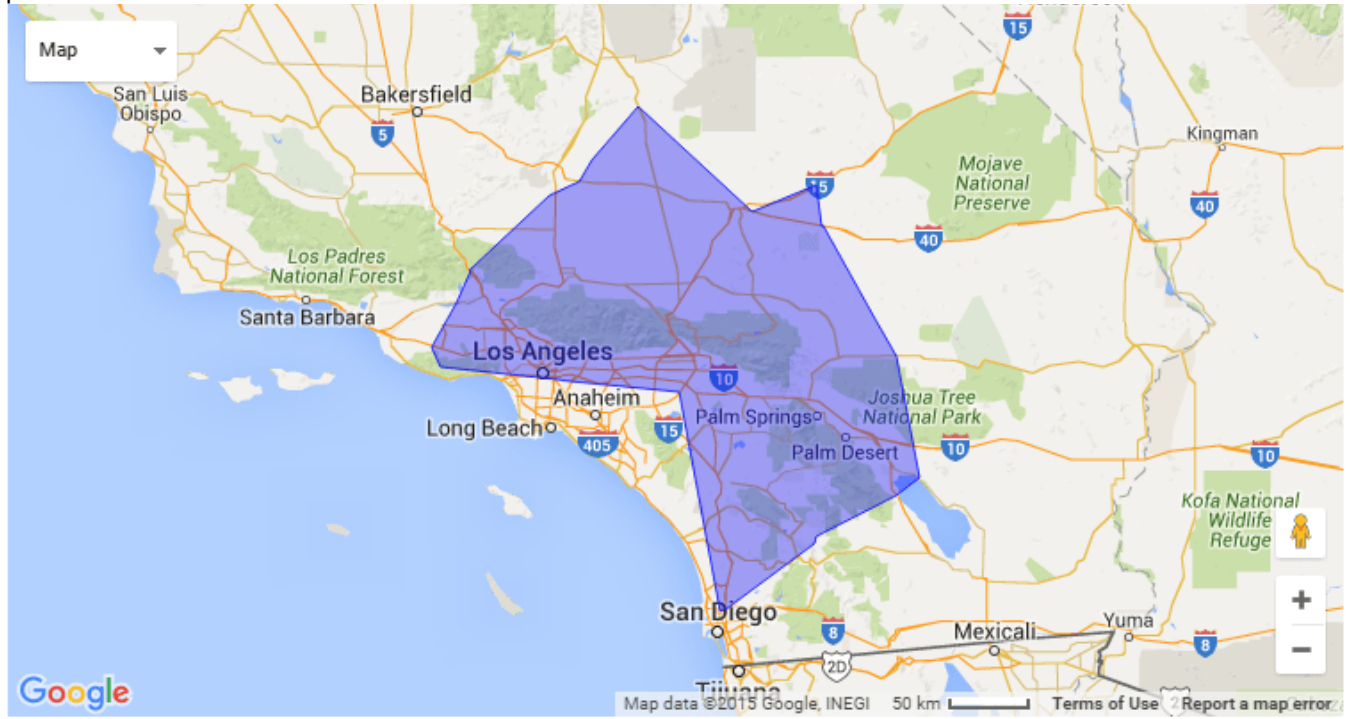 15
Map
San Luis
Obispo
Bakersfield
5
Kingman
Mojave
National
Preserve
15
40
40
Los Padres
National Forest
Santa Barbara
Los Angeles
10
Anaheim
Joshua Tree
National Park
Palm Springs
Long Beach
15
405
Palm Desert
10
10
Kofa National
Wildlife
Refuge
San Diego
+
8
Mexicali
Yuma
8
−
2D
Tijuana
Google
Map data ©2015 Google, INEGI
50 km
Terms of Use
2
Report a map error